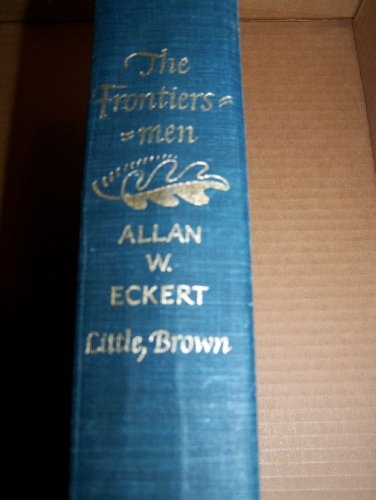 The
Frontiers=
=men
ALLAN
W.
ECKERT
Little, Brown